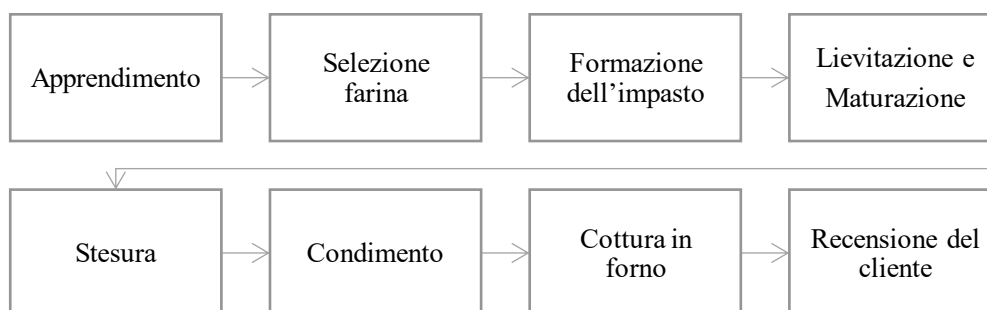 Apprendimento
Selezione
farina
Formazione
dell’impasto
Lievitazione e
Maturazione
Stesura
Condimento
Cottura in
forno
Recensione del
cliente